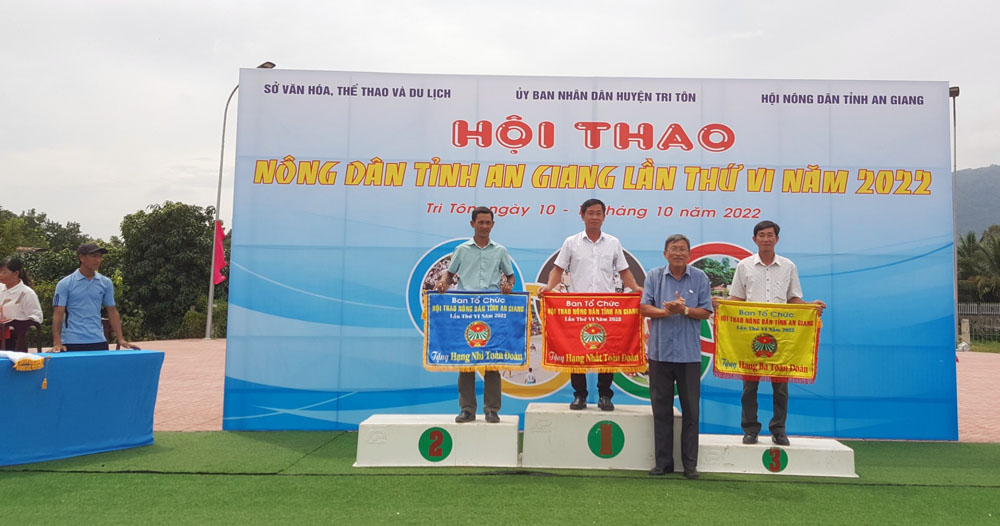 SỞ VĂN HÓA, THỂ THAO VÀ DU LỊCH
ỦY BAN NHÂN DÂN HUYỆN TRI TÔN
HỘI NÔNG DÂN TỈNH AN GIANG
HỘI THAO
NÔNG DÂN TỈNH AN GIANG LẦN THỨ VI NĂM 2022
Tri Tôn, ngày 10 - tháng 10 năm 2022
Ban Tổ Chức
HỘI THAO NÔNG DÂN TỈNH AN GIANG
Lần Thứ VI Năm 2022
Tặng Hạng Nhì Toàn Đoàn
Ban Tổ Chức
HỘI THAO NÔNG DÂN TỈNH AN GIANG
Lần Thứ VI Năm 2022
Tặng Hạng Nhất Toàn Đoàn
Ban Tổ Chức
HỘI THAO NÔNG DÂN TỈNH AN GIANG
Lần Thứ VI Năm 2022
Tặng Hạng Ba Toàn Đoàn
2
1
3